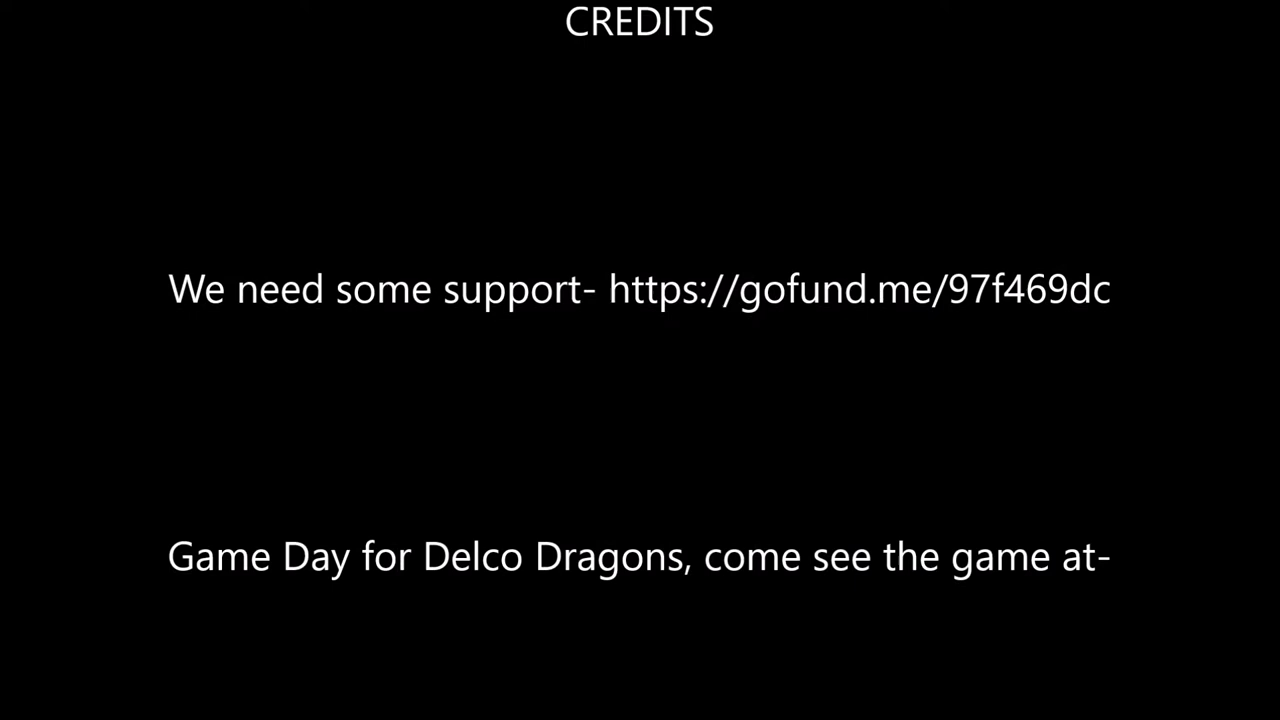 CREDITS
We need some support- https://gofund.me/97f469dc
Game Day for Delco Dragons, come see the game at-